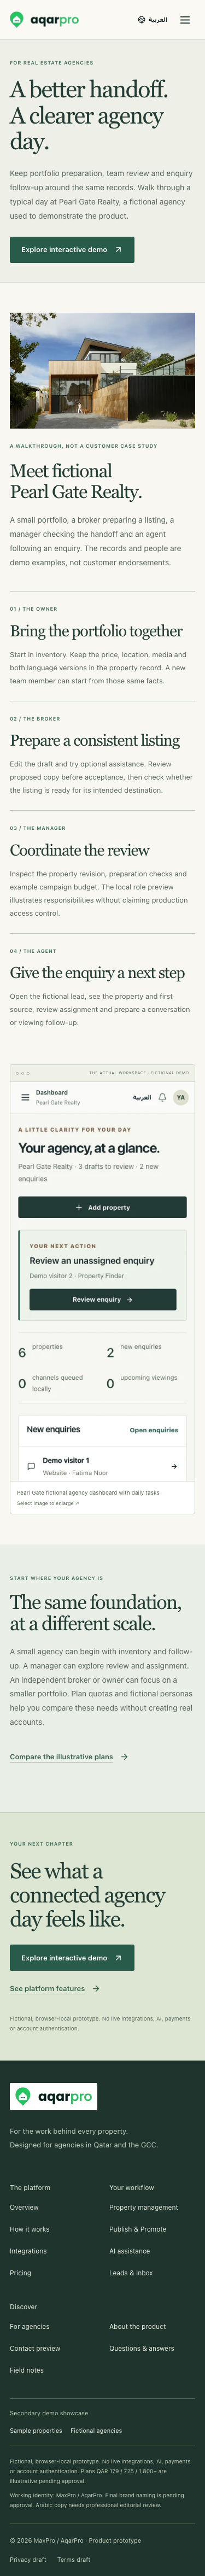 aqarpro
العربية
FOR REAL ESTATE AGENCIES
A better handoff.
A clearer agency
day.
Keep portfolio preparation, team review and enquiry
follow-up around the same records. Walk through a
typical day at Pearl Gate Realty, a fictional agency
used to demonstrate the product.
Explore interactive demo
A WALKTHROUGH, NOT A CUSTOMER CASE STUDY
Meet fictional
Pearl Gate Realty.
A small portfolio, a broker preparing a listing, a
manager checking the handoff and an agent
following an enquiry. The records and people are
demo examples, not customer endorsements.
01 / THE OWNER
Bring the portfolio together
Start in inventory. Keep the price, location, media and
both language versions in the property record. A new
team member can start from those same facts.
02 / THE BROKER
Prepare a consistent listing
Edit the draft and try optional assistance. Review
proposed copy before acceptance, then check whether
the listing is ready for its intended destination.
03 / THE MANAGER
Coordinate the review
Inspect the property revision, preparation checks and
example campaign budget. The local role preview
illustrates responsibilities without claiming production
access control.
04 / THE AGENT
Give the enquiry a next step
Open the fictional lead, see the property and first
source, review assignment and prepare a conversation
or viewing follow-up.
THE ACTUAL WORKSPACE · FICTIONAL DEMO
Dashboard
Pearl Gate Realty
العربية
YA
A LITTLE CLARITY FOR YOUR DAY
Your agency, at a glance.
Pearl Gate Realty · 3 drafts to review · 2 new
enquiries
Add property
YOUR NEXT ACTION
Review an unassigned enquiry
Demo visitor 2 · Property Finder
Review enquiry
6 properties
2 new enquiries
0 channels queued
locally
0 upcoming viewings
New enquiries
Open enquiries
Demo visitor 1
Website · Fatima Noor
Pearl Gate fictional agency dashboard with daily tasks
Select image to enlarge ↗
START WHERE YOUR AGENCY IS
The same foundation,
at a different scale.
A small agency can begin with inventory and follow-
up. A manager can explore review and assignment.
An independent broker or owner can focus on a
smaller portfolio. Plan quotas and fictional personas
help you compare these needs without creating real
accounts.
Compare the illustrative plans
YOUR NEXT CHAPTER
See what a
connected agency
day feels like.
Explore interactive demo
See platform features
Fictional, browser-local prototype. No live integrations, AI, payments
or account authentication.
aqarpro
For the work behind every property.
Designed for agencies in Qatar and the GCC.
The platform
Your workflow
Overview
Property management
How it works
Publish & Promote
Integrations
AI assistance
Pricing
Leads & Inbox
Discover
For agencies
About the product
Contact preview
Questions & answers
Field notes
Secondary demo showcase
Sample properties
Fictional agencies
Fictional, browser-local prototype. No live integrations, AI, payments
or account authentication. Plans QAR 179 / 725 / 1,800+ are
illustrative pending approval.
Working identity: MaxPro / AqarPro. Final brand naming is pending
approval. Arabic copy needs professional editorial review.
© 2026 MaxPro / AqarPro · Product prototype
Privacy draft
Terms draft